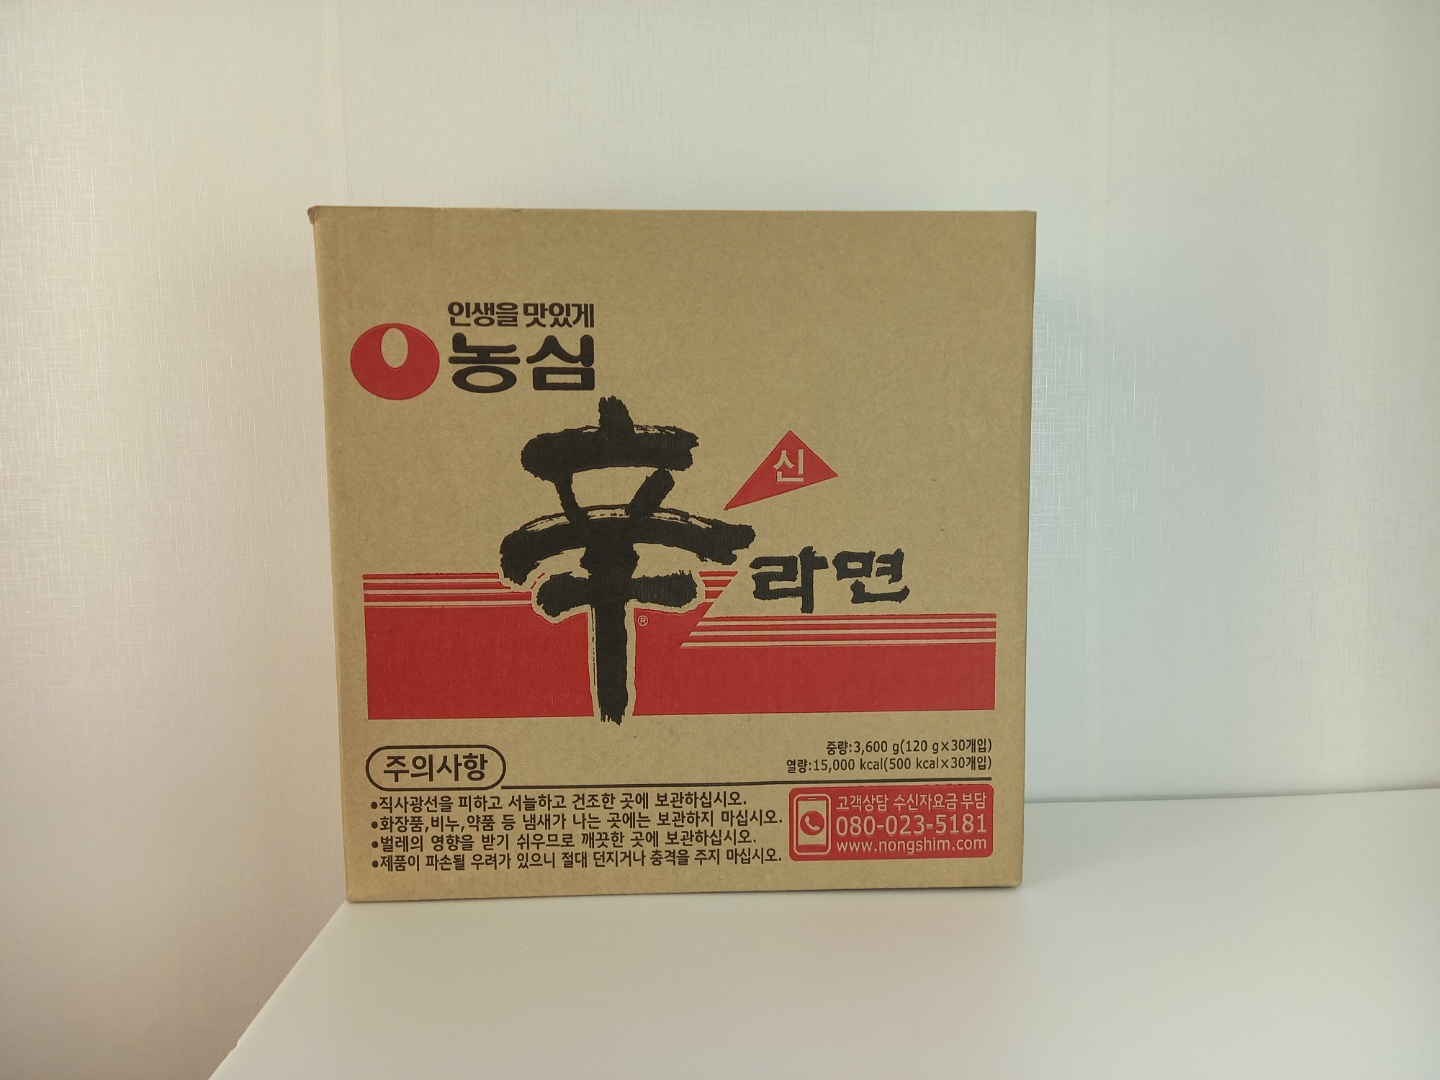 인생을 맛있게
농심
신
辛라면
®
중량:3,600 g(120 g×30개입)
열량:15,000 kcal(500 kcal×30개입)
주의사항
•직사광선을 피하고 서늘하고 건조한 곳에 보관하십시오.
•화장품,비누,약품 등 냄새가 나는 곳에는 보관하지 마십시오.
•벌레의 영향을 받기 쉬우므로 깨끗한 곳에 보관하십시오.
•제품이 파손될 우려가 있으니 절대 던지거나 충격을 주지 마십시오.
고객상담 수신자요금 부담
080-023-5181
www.nongshim.com